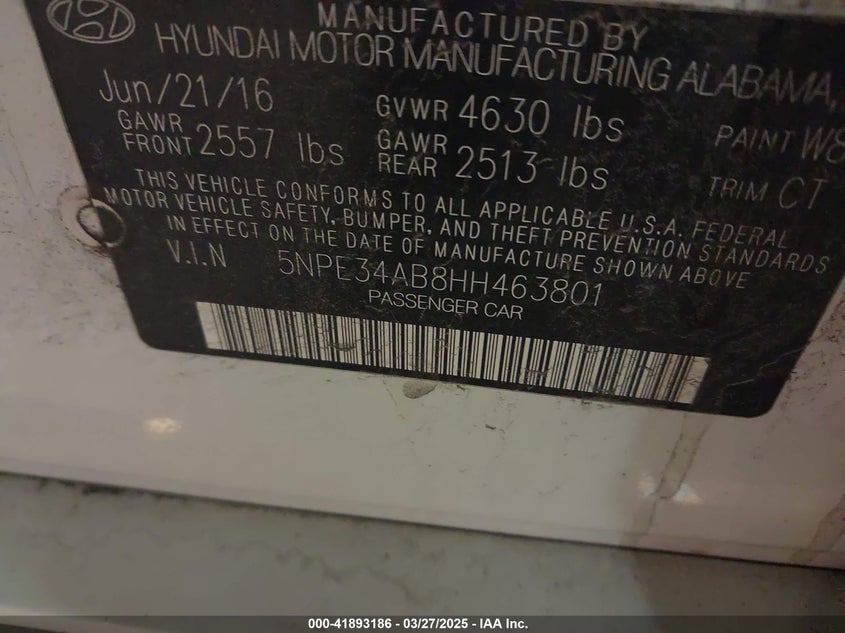 MANUFACTURED BY
HYUNDAI MOTOR MANUFACTURING ALABAMA,
Jun/21/16 GVWR 4630 lbs PAINT W8
GAWR FRONT 2557 lbs GAWR REAR 2513 lbs TRIM CT
THIS VEHICLE CONFORMS TO ALL APPLICABLE U.S.A. FEDERAL
MOTOR VEHICLE SAFETY, BUMPER, AND THEFT PREVENTION STANDARDS
IN EFFECT ON THE DATE OF MANUFACTURE SHOWN ABOVE
V.I.N 5NPE34AB8HH463801
PASSENGER CAR
000-41893186 - 03/27/2025 - IAA Inc.